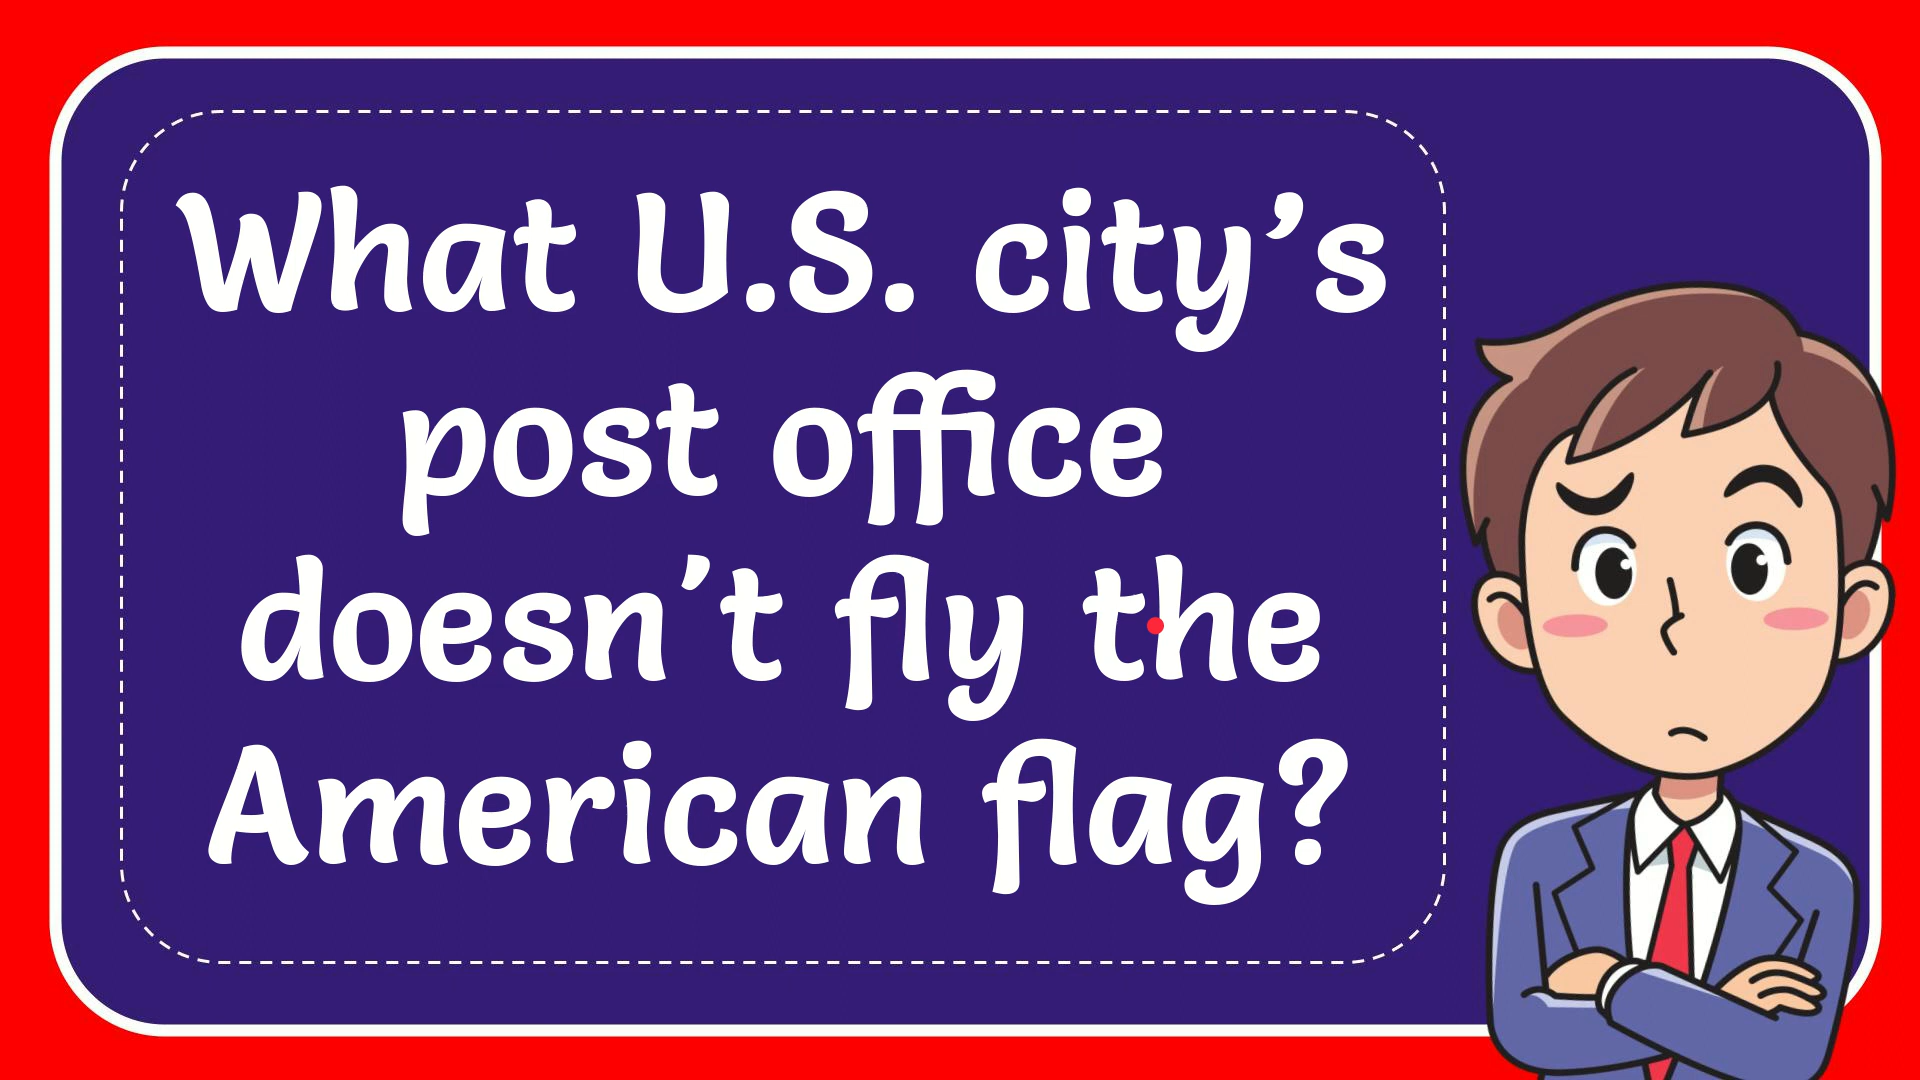 What U.S. city’s
post office
doesn't fly the
American flag?